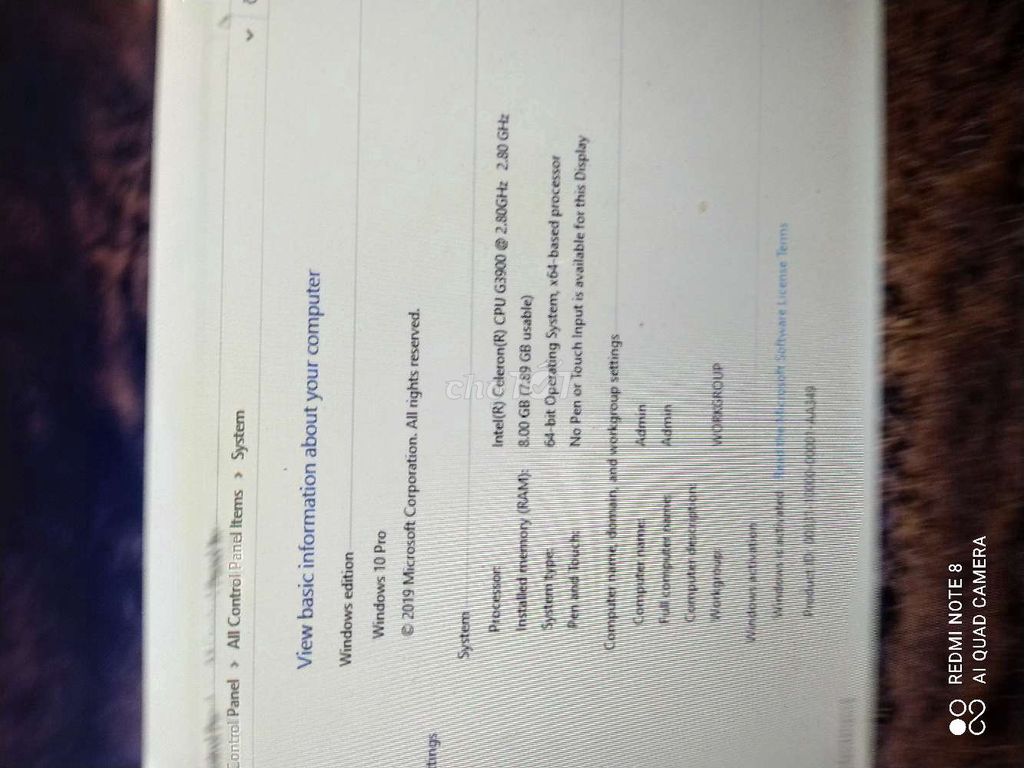 Control Panel > All Control Panel Items > System
View basic information about your computer
Windows edition
Windows 10 Pro
© 2019 Microsoft Corporation. All rights reserved.
System
Processor: Intel(R) Celeron(R) CPU G3900 @ 2.80GHz 2.80 GHz
Installed memory (RAM): 8.00 GB (7.89 GB usable)
System type: 64-bit Operating System, x64-based processor
Pen and Touch: No Pen or Touch Input is available for this Display
Computer name, domain, and workgroup settings
Computer name: Admin
Full computer name: Admin
Computer description:
Workgroup: WORKGROUP
Windows activation
Windows is activated Read the Microsoft Software License Terms
Product ID: 00331-10000-00001-AA349
ttings
chợTỐT
REDMI NOTE 8
AI QUAD CAMERA